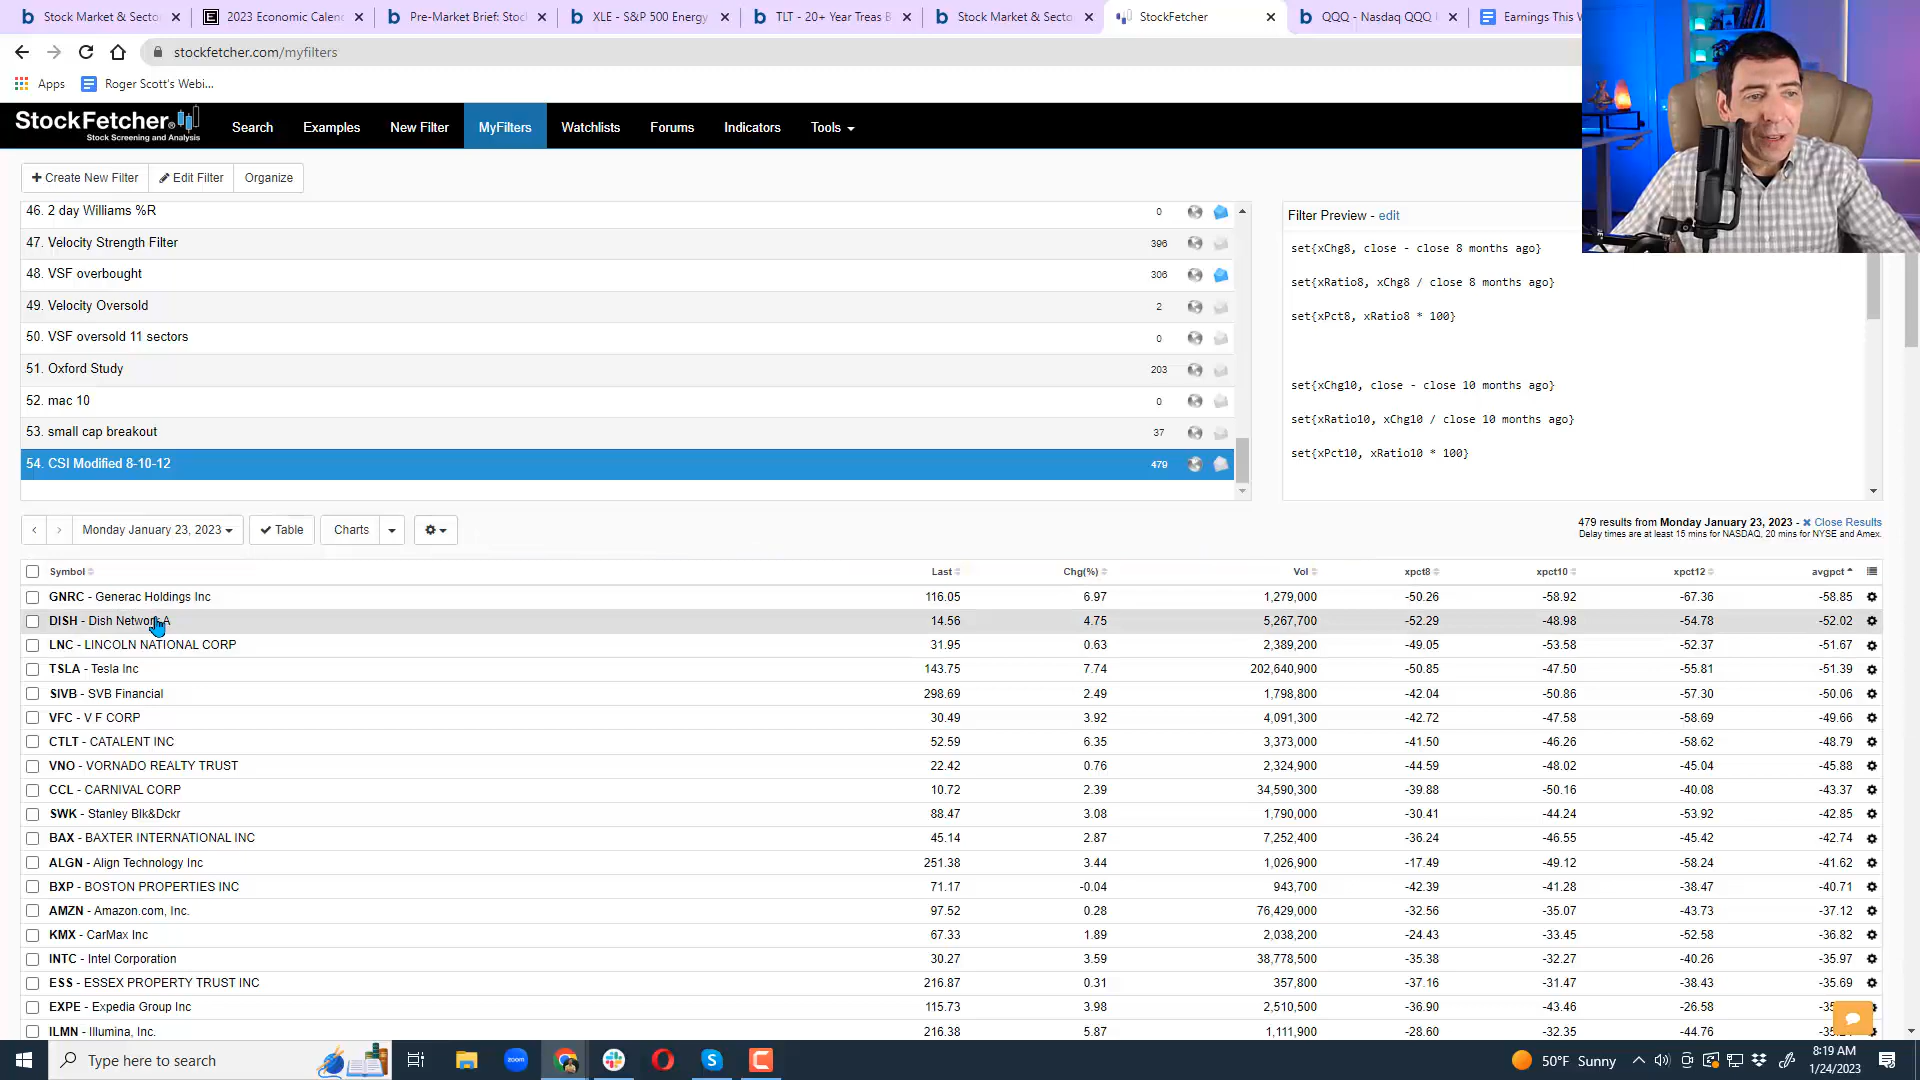 Stock Market & Sector
2023 Economic Calend
Pre-Market Brief: Stoc
XLE - S&P 500 Energy
TLT - 20+ Year Treas B
Stock Market & Secto
StockFetcher
QQQ - Nasdaq QQQ
Earnings This W
stockfetcher.com/myfilters
Apps
Roger Scott's Webi...
StockFetcher
Stock Screening and Analysis
Search
Examples
New Filter
MyFilters
Watchlists
Forums
Indicators
Tools
+ Create New Filter
Edit Filter
Organize
46. 2 day Williams %R 0
47. Velocity Strength Filter 396
48. VSF overbought 306
49. Velocity Oversold 2
50. VSF oversold 11 sectors 0
51. Oxford Study 203
52. mac 10 0
53. small cap breakout 37
54. CSI Modified 8-10-12 479
Filter Preview - edit
set{xChg8, close - close 8 months ago}
set{xRatio8, xChg8 / close 8 months ago}
set{xPct8, xRatio8 * 100}
set{xChg10, close - close 10 months ago}
set{xRatio10, xChg10 / close 10 months ago}
set{xPct10, xRatio10 * 100}
Monday January 23, 2023
Table
Charts
479 results from Monday January 23, 2023 - Close Results
Delay times are at least 15 mins for NASDAQ, 20 mins for NYSE and Amex.
Symbol Last Chg(%) Vol xpct8 xpct10 xpct12 avgpct
GNRC - Generac Holdings Inc 116.05 6.97 1,279,000 -50.26 -58.92 -67.36 -58.85
DISH - Dish Network A 14.56 4.75 5,267,700 -52.29 -48.98 -54.78 -52.02
LNC - LINCOLN NATIONAL CORP 31.95 0.63 2,389,200 -49.05 -53.58 -52.37 -51.67
TSLA - Tesla Inc 143.75 7.74 202,640,900 -50.85 -47.50 -55.81 -51.39
SIVB - SVB Financial 298.69 2.49 1,798,800 -42.04 -50.86 -57.30 -50.06
VFC - V F CORP 30.49 3.92 4,091,300 -42.72 -47.58 -58.69 -49.66
CTLT - CATALENT INC 52.59 6.35 3,373,000 -41.50 -46.26 -58.62 -48.79
VNO - VORNADO REALTY TRUST 22.42 0.76 2,324,900 -44.59 -48.02 -45.04 -45.88
CCL - CARNIVAL CORP 10.72 2.39 34,590,300 -39.88 -50.16 -40.08 -43.37
SWK - Stanley Blk&Dckr 88.47 3.08 1,790,000 -30.41 -44.24 -53.92 -42.85
BAX - BAXTER INTERNATIONAL INC 45.14 2.87 7,252,400 -36.24 -46.55 -45.42 -42.74
ALGN - Align Technology Inc 251.38 3.44 1,026,900 -17.49 -49.12 -58.24 -41.62
BXP - BOSTON PROPERTIES INC 71.17 -0.04 943,700 -42.39 -41.28 -38.47 -40.71
AMZN - Amazon.com, Inc. 97.52 0.28 76,429,000 -32.56 -35.07 -43.73 -37.12
KMX - CarMax Inc 67.33 1.89 2,038,200 -24.43 -33.45 -52.58 -36.82
INTC - Intel Corporation 30.27 3.59 38,778,500 -35.38 -32.27 -40.26 -35.97
ESS - ESSEX PROPERTY TRUST INC 216.87 0.31 357,800 -37.16 -31.47 -38.43 -35.69
EXPE - Expedia Group Inc 115.73 3.98 2,510,500 -36.90 -43.46 -26.58
ILMN - Illumina, Inc. 216.38 5.87 1,111,900 -28.60 -32.35 -44.76
Type here to search
zoom
50°F Sunny
8:19 AM
1/24/2023